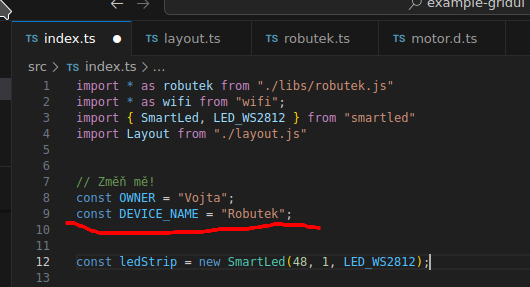 example-gridui
TS index.ts
TS layout.ts
TS robutek.ts
TS motor.d.ts
src > TS index.ts > ...
1 import * as robutek from "./libs/robutek.js"
2 import * as wifi from "wifi";
3 import { SmartLed, LED_WS2812 } from "smartled"
4 import Layout from "./layout.js"
5
6
7 // Změň mě!
8 const OWNER = "Vojta";
9 const DEVICE_NAME = "Robutek";
10
11
12 const ledStrip = new SmartLed(48, 1, LED_WS2812);
13